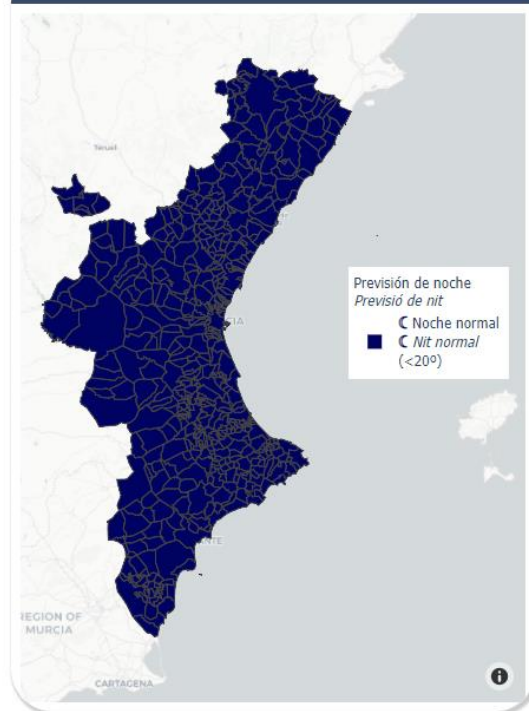 Teruel
Previsión de noche
Previsió de nit
Noche normal
Nit normal
(<20º)
REGION OF
MURCIA
CARTAGENA